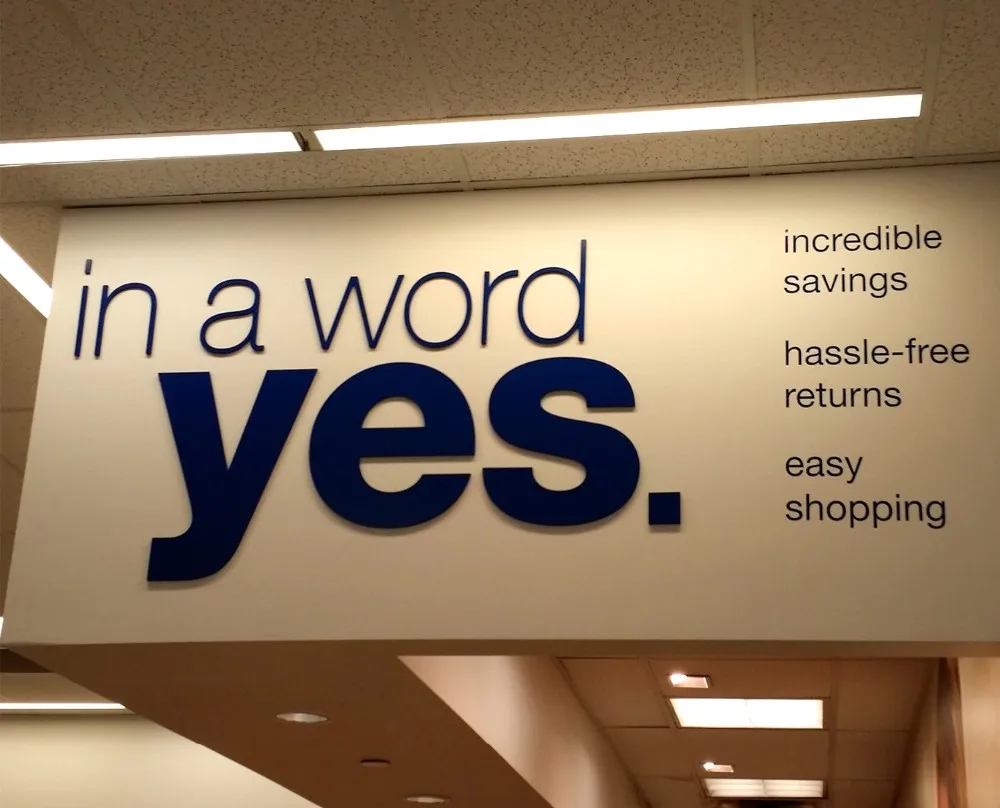 in a word
yes.
incredible
savings
hassle-free
returns
easy
shopping